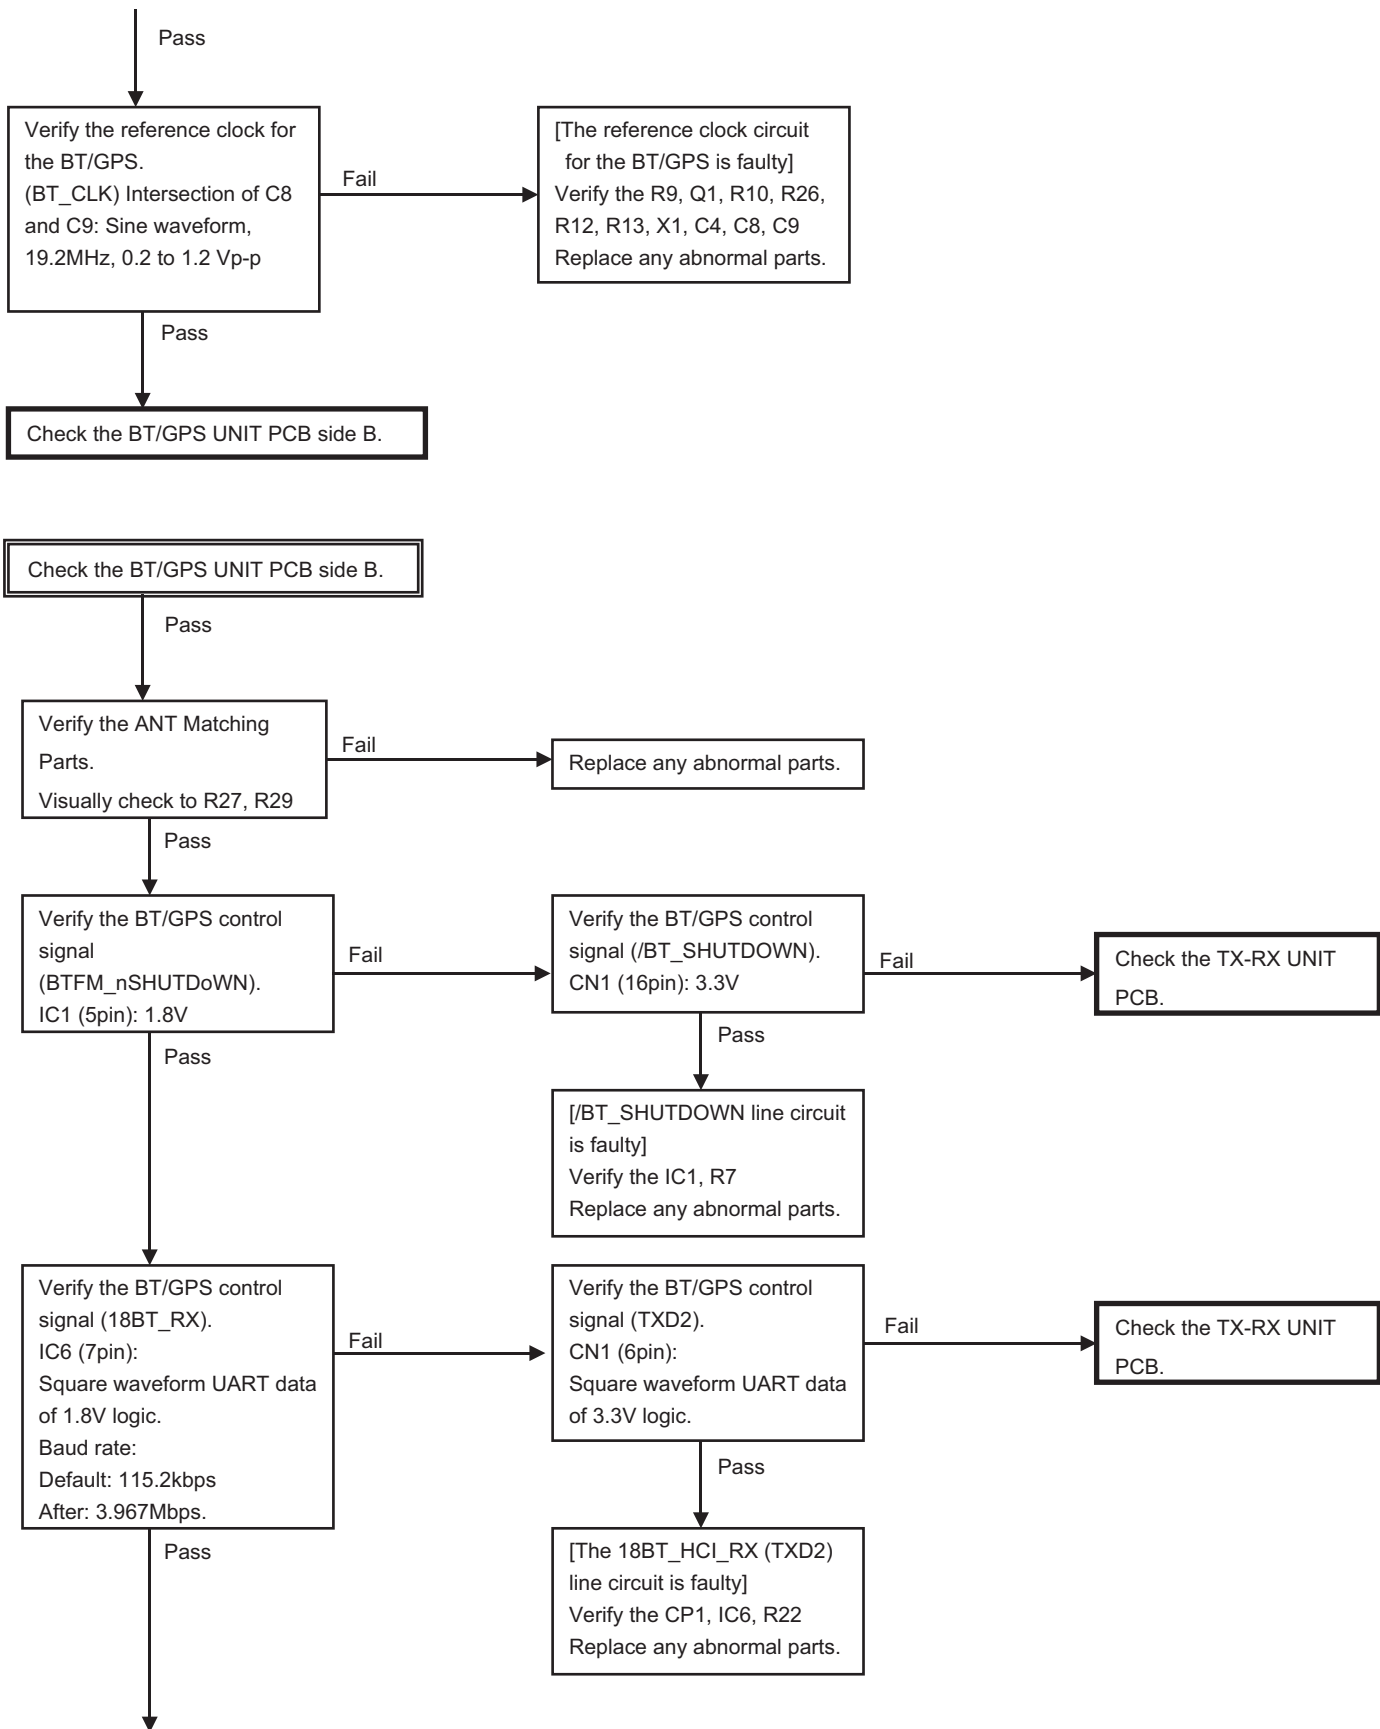 Pass
Verify the reference clock for
the BT/GPS.
(BT_CLK) Intersection of C8
and C9: Sine waveform,
19.2MHz, 0.2 to 1.2 Vp-p
Fail
[The reference clock circuit
for the BT/GPS is faulty]
Verify the R9, Q1, R10, R26,
R12, R13, X1, C4, C8, C9
Replace any abnormal parts.
Pass
Check the BT/GPS UNIT PCB side B.
Check the BT/GPS UNIT PCB side B.
Pass
Verify the ANT Matching
Parts.
Visually check to R27, R29
Fail
Replace any abnormal parts.
Pass
Verify the BT/GPS control
signal
(BTFM_nSHUTDoWN).
IC1 (5pin): 1.8V
Fail
Verify the BT/GPS control
signal (/BT_SHUTDOWN).
CN1 (16pin): 3.3V
Fail
Check the TX-RX UNIT
PCB.
Pass
Pass
[/BT_SHUTDOWN line circuit
is faulty]
Verify the IC1, R7
Replace any abnormal parts.
Verify the BT/GPS control
signal (18BT_RX).
IC6 (7pin):
Square waveform UART data
of 1.8V logic.
Baud rate:
Default: 115.2kbps
After: 3.967Mbps.
Fail
Verify the BT/GPS control
signal (TXD2).
CN1 (6pin):
Square waveform UART data
of 3.3V logic.
Fail
Check the TX-RX UNIT
PCB.
Pass
Pass
[The 18BT_HCI_RX (TXD2)
line circuit is faulty]
Verify the CP1, IC6, R22
Replace any abnormal parts.